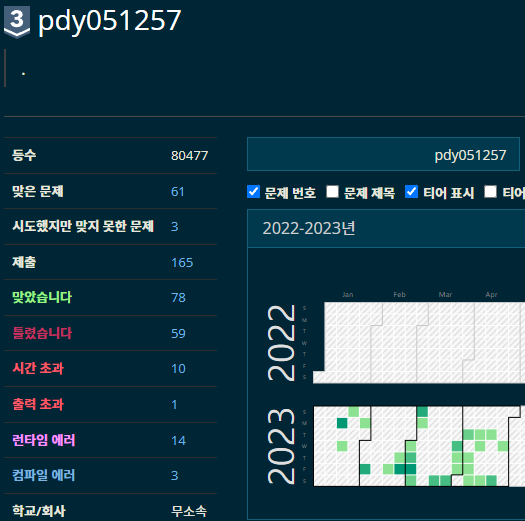 3 pdy051257
.
등수 80477
맞은 문제 61
시도했지만 맞지 못한 문제 3
제출 165
맞았습니다 78
틀렸습니다 59
시간 초과 10
출력 초과 1
런타임 에러 14
컴파일 에러 3
학교/회사 무소속
pdy051257
문제 번호 문제 제목 티어 표시 티어
2022-2023년
Jan Feb Mar Apr
2022
S
M
T
W
T
F
S
2023
S
M
T
W
T
F
S